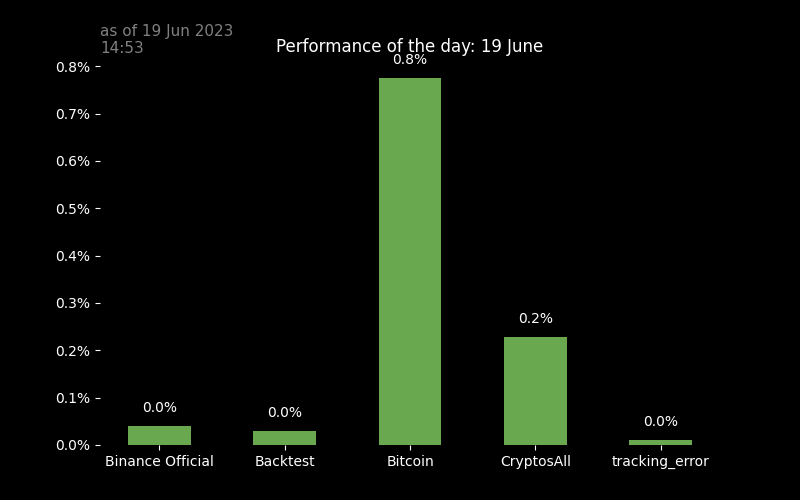 as of 19 Jun 2023
14:53
Performance of the day: 19 June
0.8%
0.7%
0.6%
0.5%
0.4%
0.3%
0.2%
0.1%
0.0%
0.0%
0.0%
0.8%
0.2%
0.0%
Binance Official
Backtest
Bitcoin
CryptosAll
tracking_error